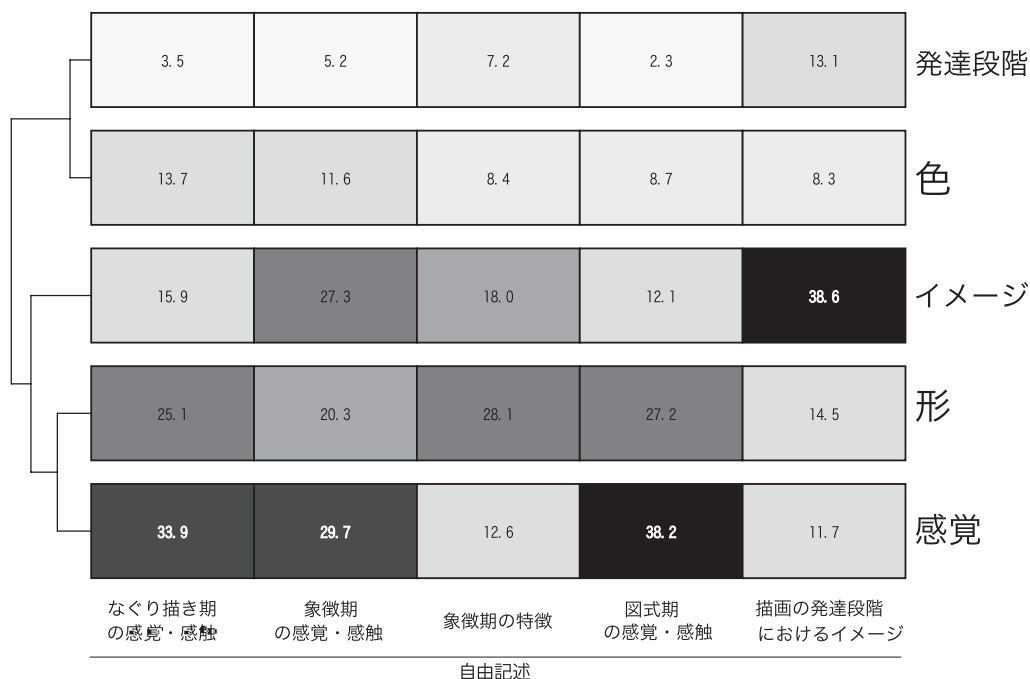 3.5 5.2 7.2 2.3 13.1 発達段階
13.7 11.6 8.4 8.7 8.3 色
15.9 27.3 18.0 12.1 38.6 イメージ
25.1 20.3 28.1 27.2 14.5 形
33.9 29.7 12.6 38.2 11.7 感覚
なぐり描き期
の感覚・感触
象徴期
の感覚・感触
象徴期の特徴
図式期
の感覚・感触
描画の発達段階
におけるイメージ
自由記述